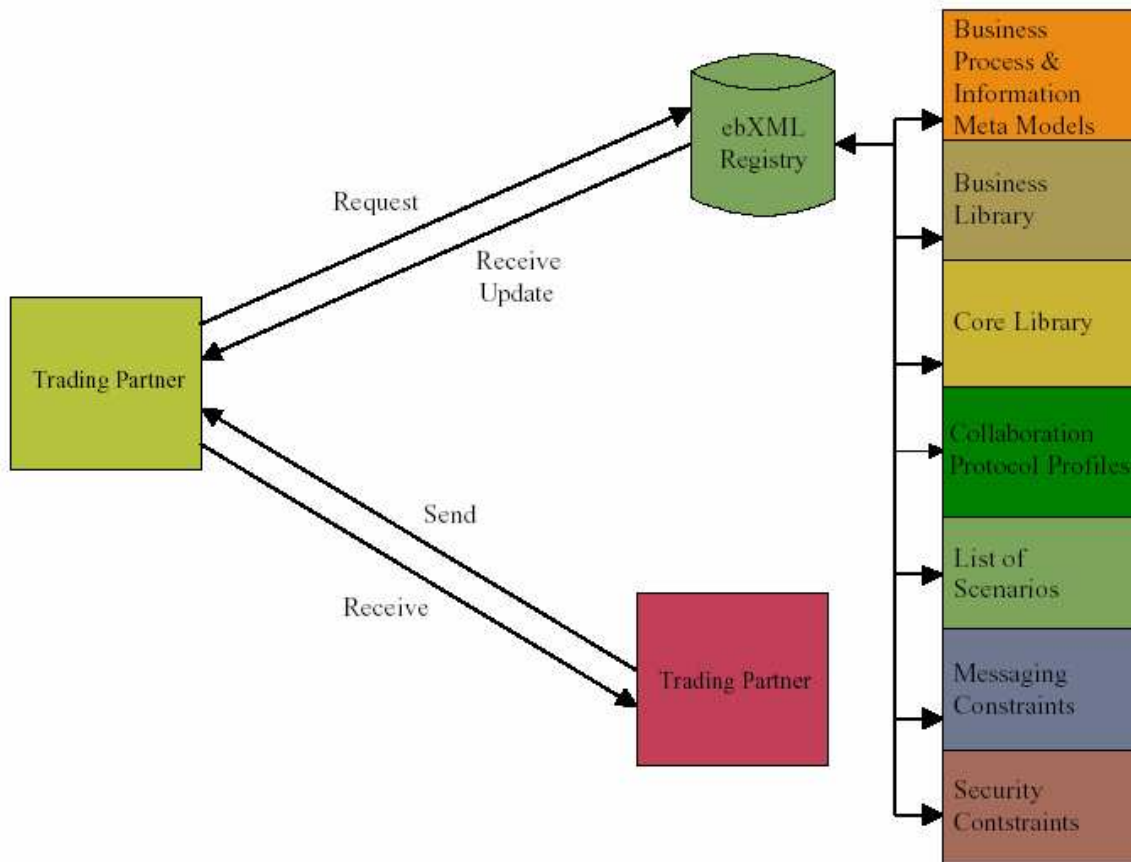 ebXML
Registry
Request
Receive
Update
Trading Partner
Send
Receive
Trading Partner
Business
Process &
Information
Meta Models
Business
Library
Core Library
Collaboration
Protocol Profiles
List of
Scenarios
Messaging
Constraints
Security
Contstraints